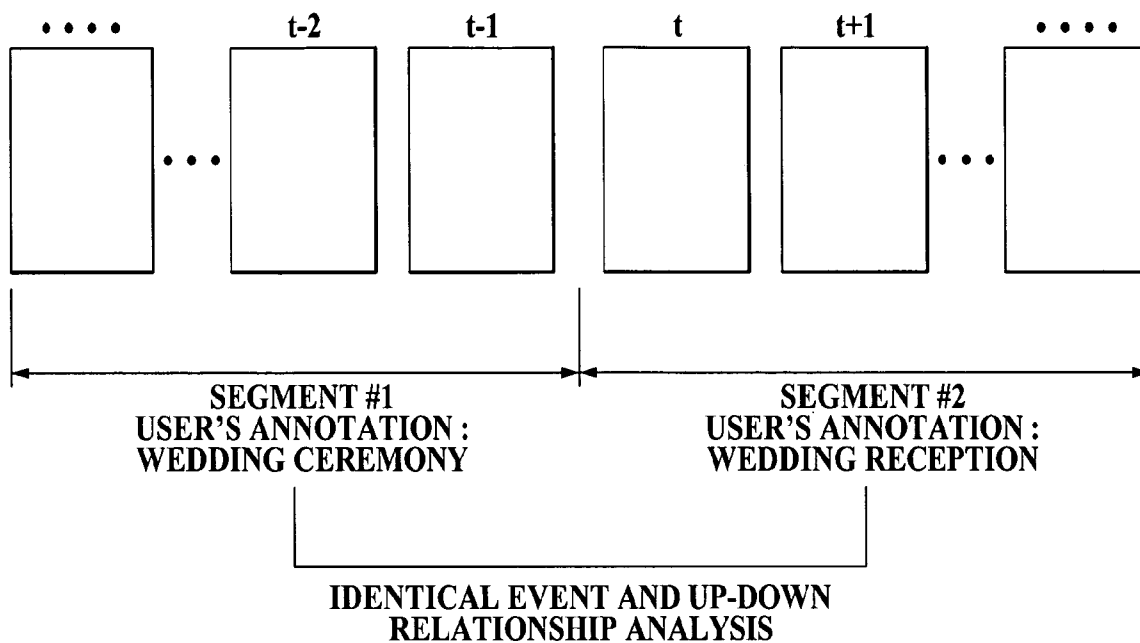 • • • • t-2 t-1 t t+1 • • • •
• • • • • •
SEGMENT #1
USER'S ANNOTATION :
WEDDING CEREMONY
SEGMENT #2
USER'S ANNOTATION :
WEDDING RECEPTION
IDENTICAL EVENT AND UP-DOWN
RELATIONSHIP ANALYSIS